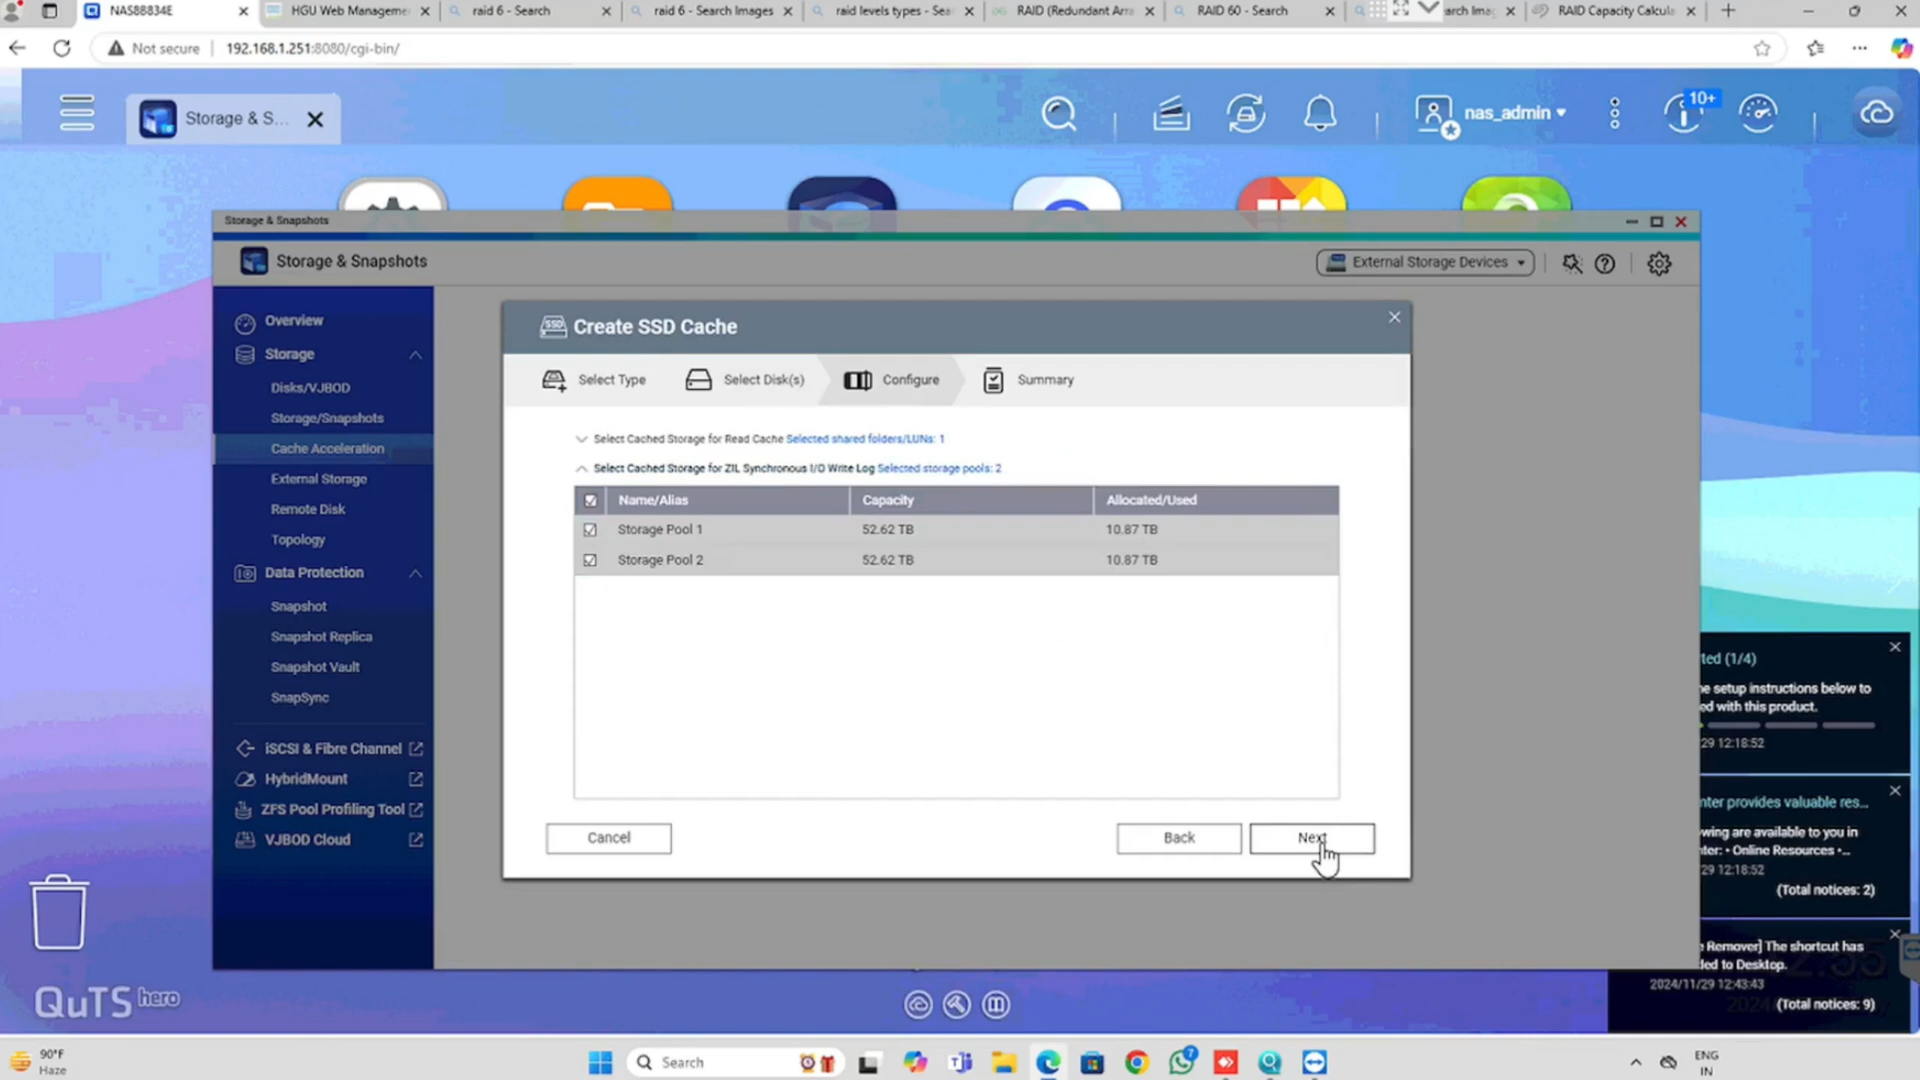 NAS88834E
HGU Web Manageme
raid 6 - Search
raid 6 - Search Images
raid levels types - Sea
RAID (Redundant Arra
RAID 60 - Search
arch Imag
RAID Capacity Calcula
Not secure
192.168.1.251:8080/cgi-bin/
Storage & S...
nas_admin
10+
Storage & Snapshots
Storage & Snapshots
External Storage Devices
Overview
Storage
Disks/VJBOD
Storage/Snapshots
Cache Acceleration
External Storage
Remote Disk
Topology
Data Protection
Snapshot
Snapshot Replica
Snapshot Vault
SnapSync
iSCSI & Fibre Channel
HybridMount
ZFS Pool Profiling Tool
VJBOD Cloud
SSD Create SSD Cache
Select Type
Select Disk(s)
Configure
Summary
Select Cached Storage for Read Cache Selected shared folders/LUNs: 1
Select Cached Storage for ZIL Synchronous I/O Write Log Selected storage pools: 2
Name/Alias Capacity Allocated/Used
Storage Pool 1 52.62 TB 10.87 TB
Storage Pool 2 52.62 TB 10.87 TB
Cancel
Back
Next
ted (1/4)
e setup instructions below to
ed with this product.
29 12:18:52
nter provides valuable res...
wing are available to you in
ter: • Online Resources •...
29 12:18:52
(Total notices: 2)
e Remover] The shortcut has
led to Desktop.
2024/11/29 12:43:43
(Total notices: 9)
QuTS hero
90°F
Haze
Search
7
ENG
IN